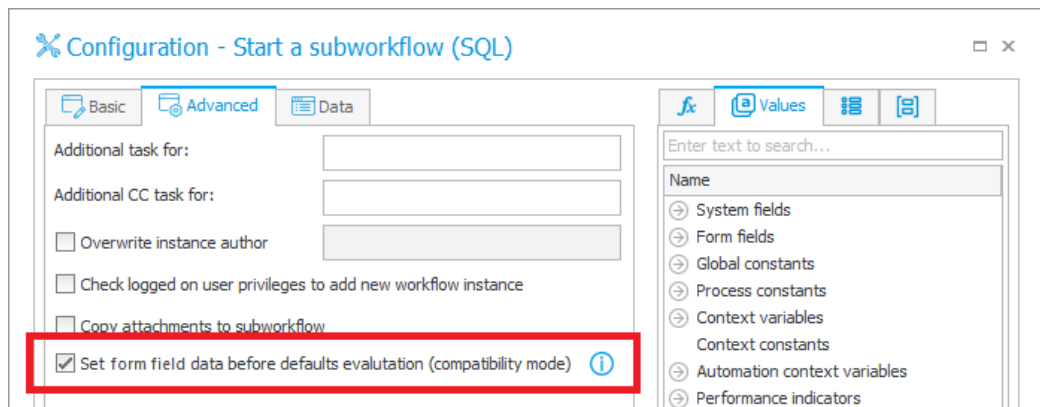 Configuration - Start a subworkflow (SQL)
Basic
Advanced
Data
Additional task for:
Additional CC task for:
Overwrite instance author
Check logged on user privileges to add new workflow instance
Copy attachments to subworkflow
Set form field data before defaults evalutation (compatibility mode)
fx
Values
Enter text to search...
Name
System fields
Form fields
Global constants
Process constants
Context variables
Context constants
Automation context variables
Performance indicators